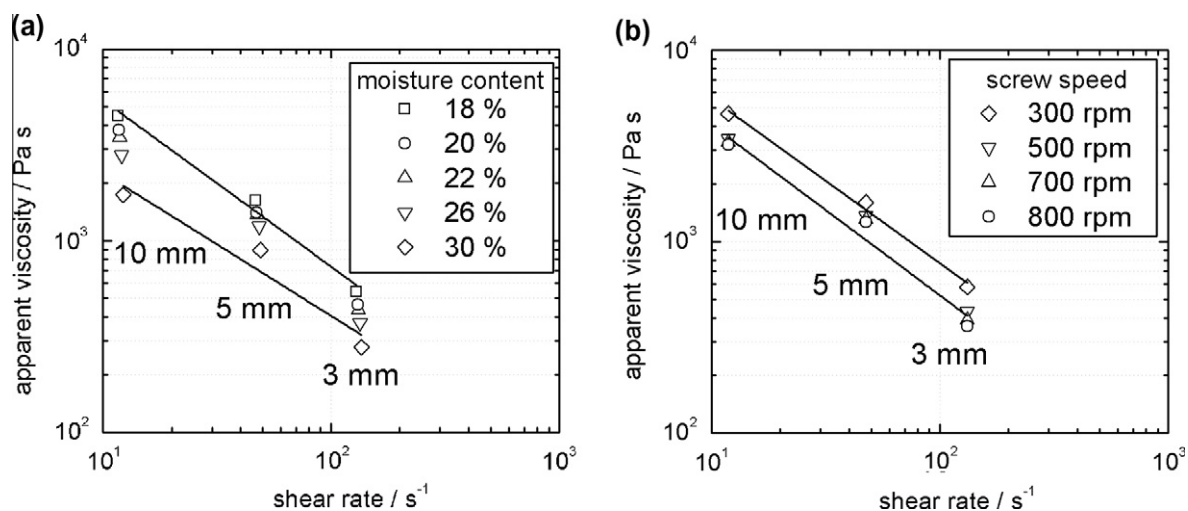 (a)
10⁴
10³
10²
apparent viscosity / Pa s
moisture content
18 %
20 %
22 %
26 %
30 %
10 mm
5 mm
3 mm
10¹ 10² 10³
shear rate / s⁻¹
(b)
10⁴
10³
10²
apparent viscosity / Pa s
screw speed
300 rpm
500 rpm
700 rpm
800 rpm
10 mm
5 mm
3 mm
10¹ 10² 10³
shear rate / s⁻¹